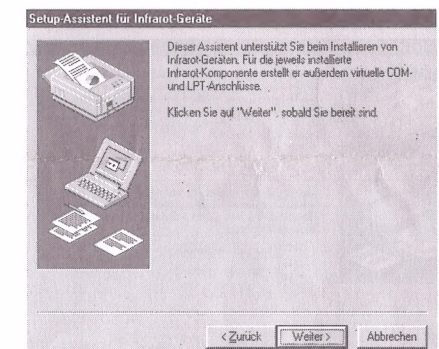 Setup-Assistent für Infrarot-Geräte
Dieser Assistent unterstützt Sie beim Installieren von
Infrarot-Geräten. Für die jeweils installierte
Infrarot-Komponente erstellt er außerdem virtuelle COM-
und LPT-Anschlüsse.
Klicken Sie auf "Weiter", sobald Sie bereit sind.
< Zurück Weiter > Abbrechen